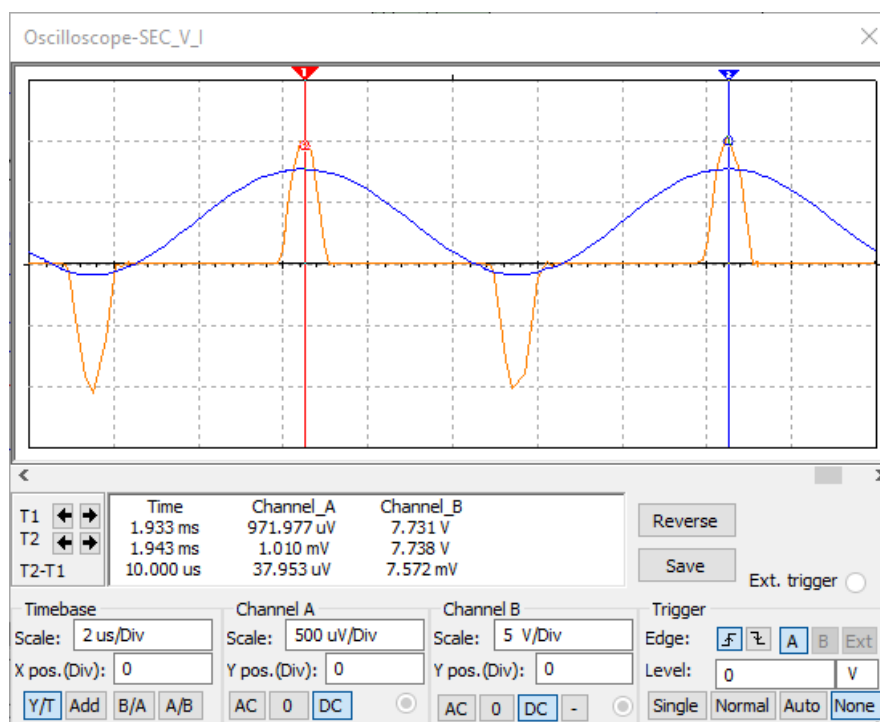 Oscilloscope-SEC_V_I
1
2
T1
T2
T2-T1
Time Channel_A Channel_B
1.933 ms 971.977 uV 7.731 V
1.943 ms 1.010 mV 7.738 V
10.000 us 37.953 uV 7.572 mV
Reverse
Save
Ext. trigger
Timebase
Scale: 2 us/Div
X pos.(Div): 0
Y/T Add B/A A/B
Channel A
Scale: 500 uV/Div
Y pos.(Div): 0
AC 0 DC
Channel B
Scale: 5 V/Div
Y pos.(Div): 0
AC 0 DC -
Trigger
Edge: A B Ext
Level: 0 V
Single Normal Auto None